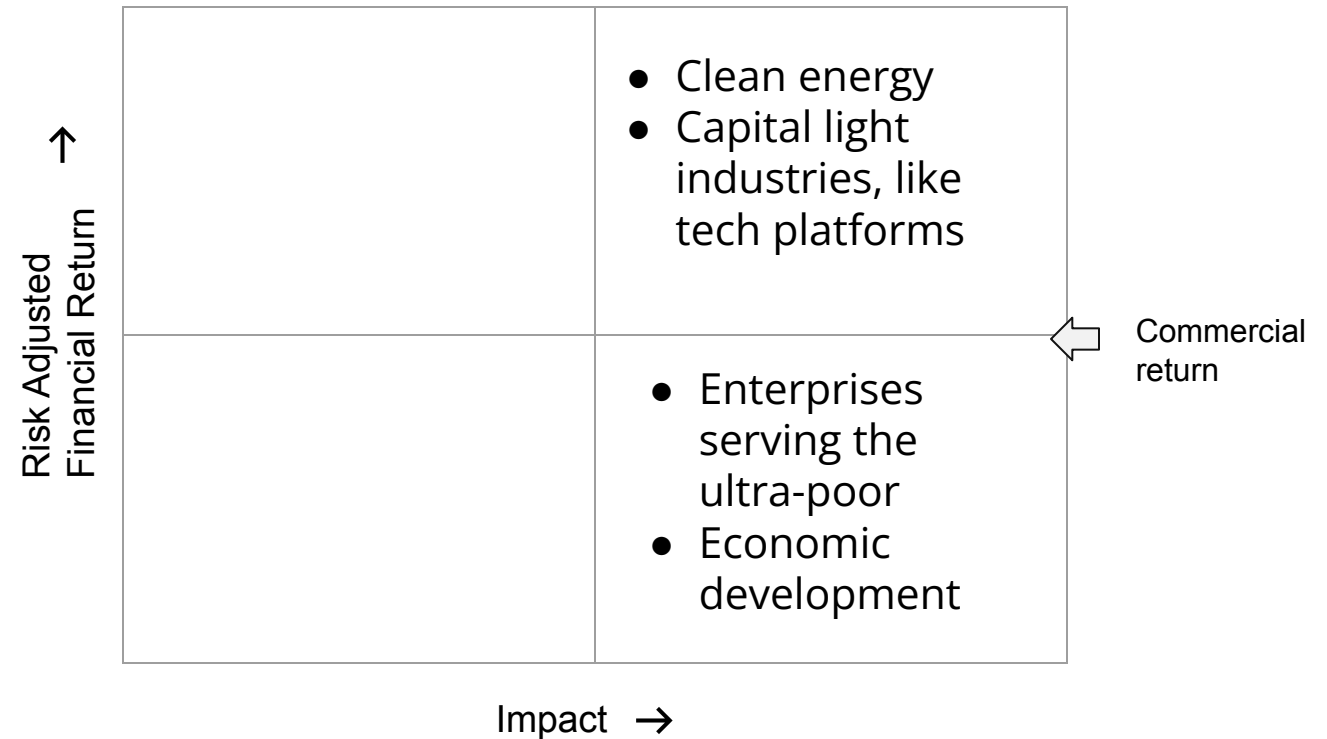 ● Clean energy
● Capital light
industries, like
tech platforms
Risk Adjusted
Financial Return →
Commercial
return
● Enterprises
serving the
ultra-poor
● Economic
development
Impact →